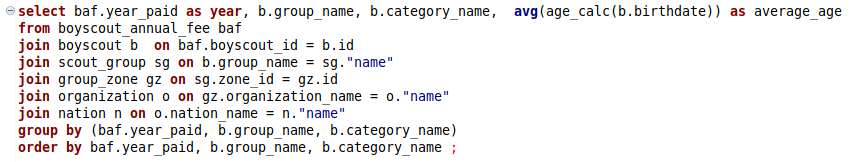 select baf.year_paid as year, b.group_name, b.category_name,  avg(age_calc(b.birthdate)) as average_age
from boyscout_annual_fee baf
join boyscout b  on baf.boyscout_id = b.id
join scout_group sg on b.group_name = sg."name"
join group_zone gz on sg.zone_id = gz.id
join organization o on gz.organization_name = o."name"
join nation n on o.nation_name = n."name"
group by (baf.year_paid, b.group_name, b.category_name)
order by baf.year_paid, b.group_name, b.category_name ;